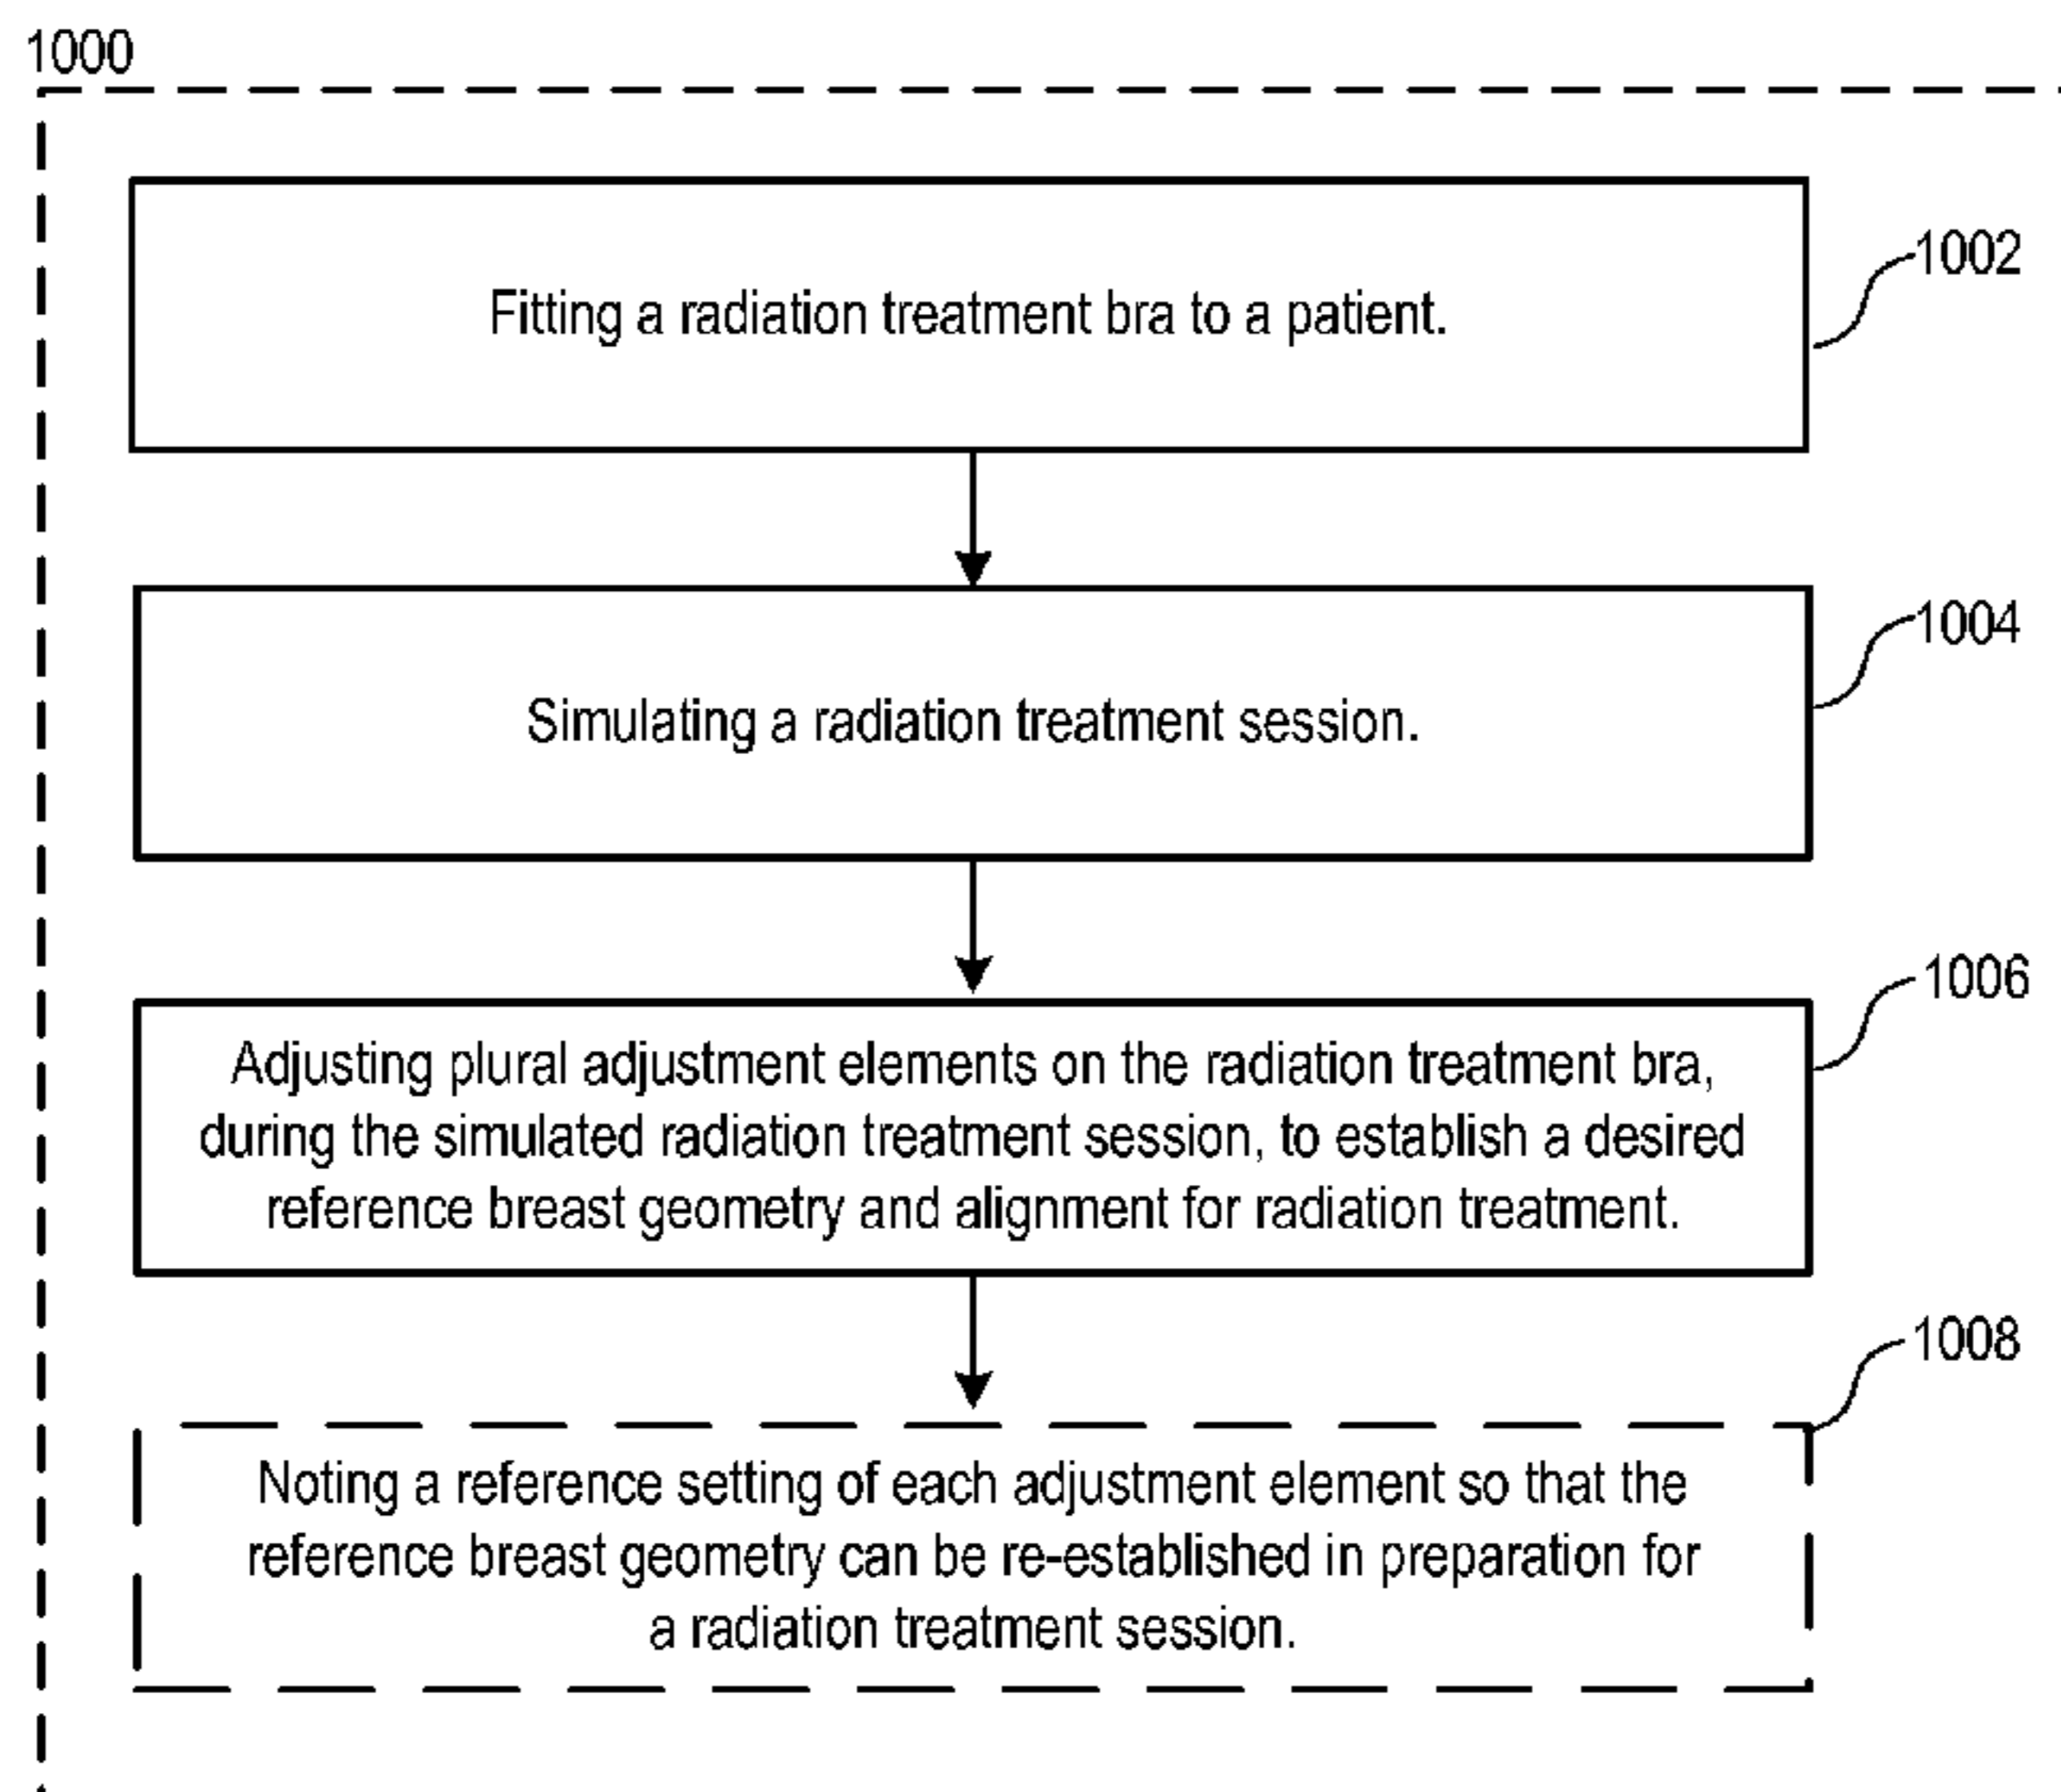 1000
Fitting a radiation treatment bra to a patient.
1002
Simulating a radiation treatment session.
1004
Adjusting plural adjustment elements on the radiation treatment bra,
during the simulated radiation treatment session, to establish a desired
reference breast geometry and alignment for radiation treatment.
1006
Noting a reference setting of each adjustment element so that the
reference breast geometry can be re-established in preparation for
a radiation treatment session.
1008